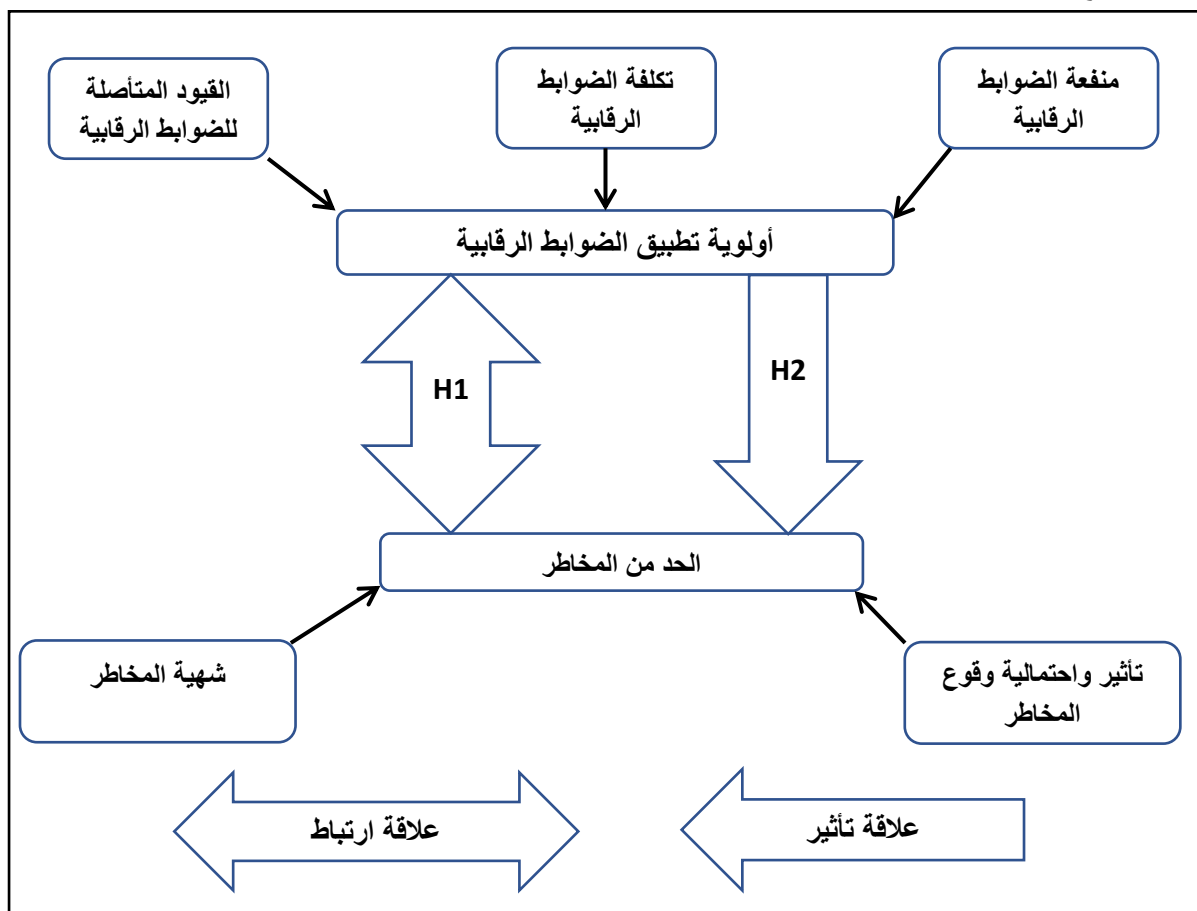 منفعة الضوابط
الرقابية
تكلفة الضوابط
الرقابية
القيود المتأصلة
للضوابط الرقابية
أولوية تطبيق الضوابط الرقابية
H1
H2
الحد من المخاطر
تأثير واحتمالية وقوع
المخاطر
شهية المخاطر
علاقة تأثير
علاقة ارتباط